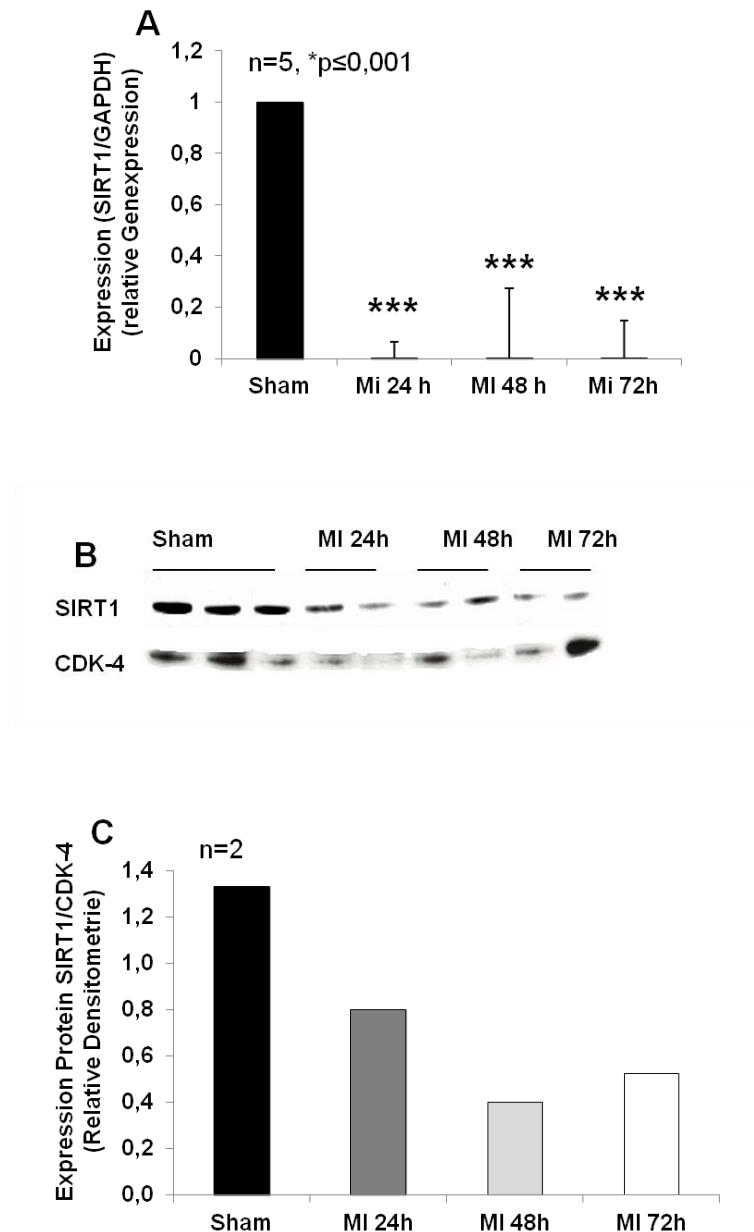 A
n=5, *p≤0,001
Expression (SIRT1/GAPDH)
(relative Genexpression)
1,2
1
0,8
0,6
0,4
0,2
0
***
***
***
Sham Mi 24 h MI 48 h Mi 72h
B
Sham MI 24h MI 48h MI 72h
SIRT1
CDK-4
C
n=2
Expression Protein SIRT1/CDK-4
(Relative Densitometrie)
1,4
1,2
1,0
0,8
0,6
0,4
0,2
0,0
Sham MI 24h MI 48h MI 72h